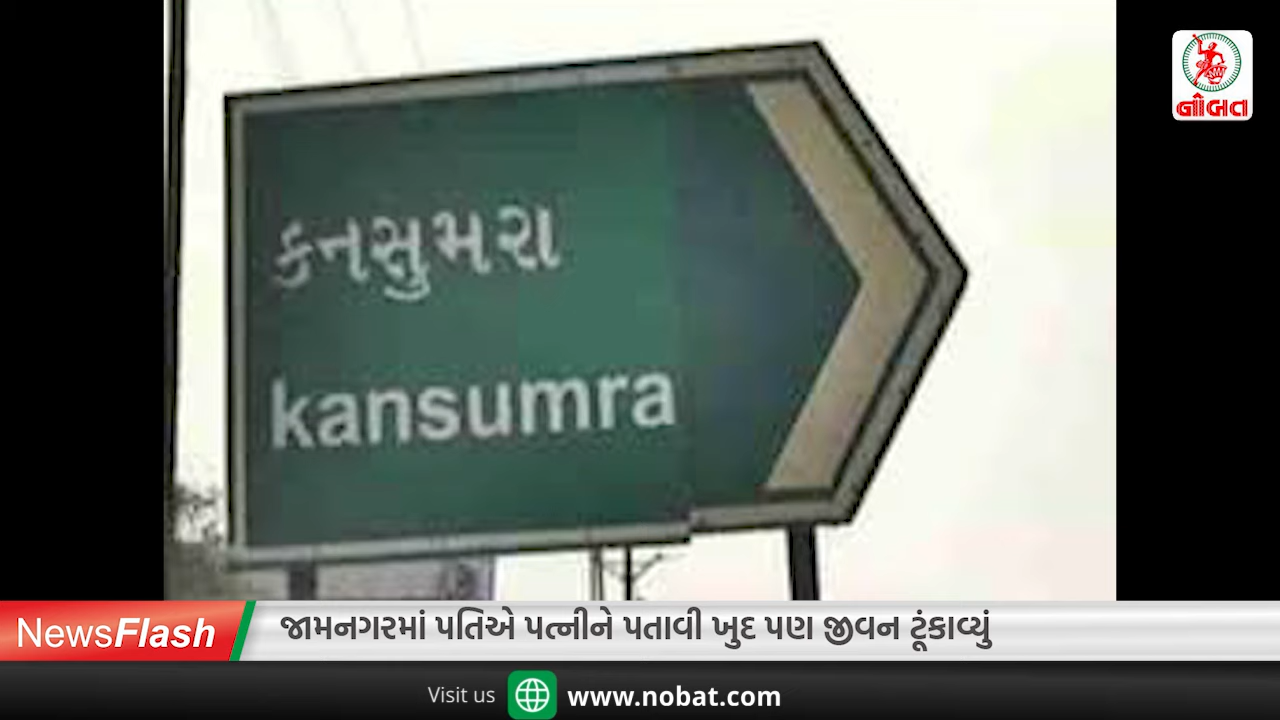 નોબત
કનસુમરા
kansumra
NewsFlash
જામનગરમાં પતિએ પત્નીને પતાવી ખુદ પણ જીવન ટૂંકાવ્યું
Visit us
www.nobat.com